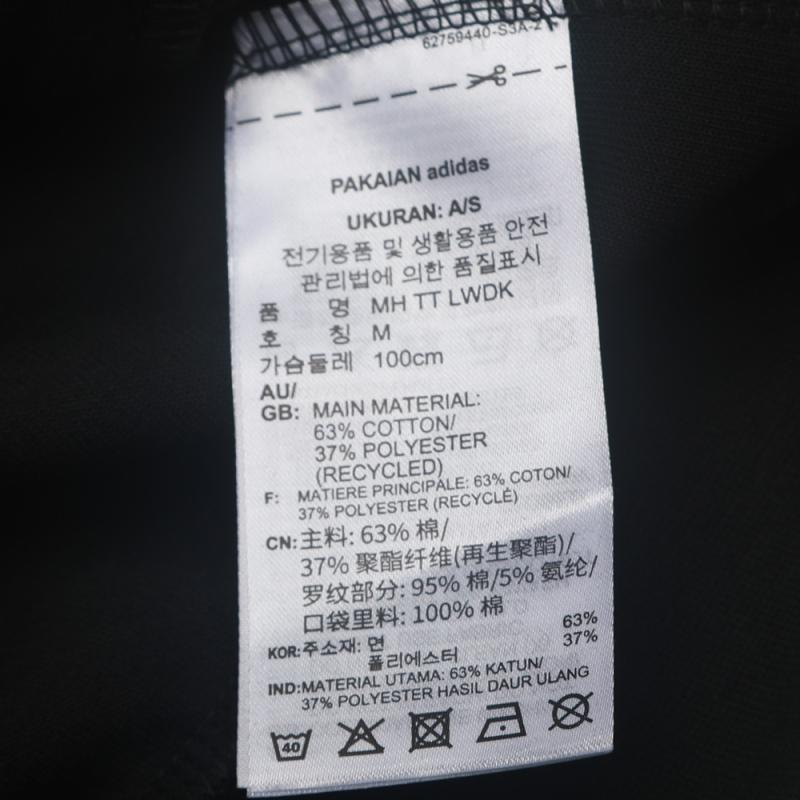 62759440-S3A-2
PAKAIAN adidas
UKURAN: A/S
전기용품 및 생활용품 안전
관리법에 의한 품질표시
품 명 MH TT LWDK
호 칭 M
가슴둘레 100cm
AU/
GB: MAIN MATERIAL:
63% COTTON/
37% POLYESTER
(RECYCLED)
F: MATIERE PRINCIPALE: 63% COTON/
37% POLYESTER (RECYCLÉ)
CN:主料: 63% 棉/
37% 聚酯纤维(再生聚酯)/
罗纹部分: 95% 棉/5% 氨纶/
口袋里料: 100% 棉
KOR:주소재: 면 63%
폴리에스터 37%
IND:MATERIAL UTAMA: 63% KATUN/
37% POLYESTER HASIL DAUR ULANG
40